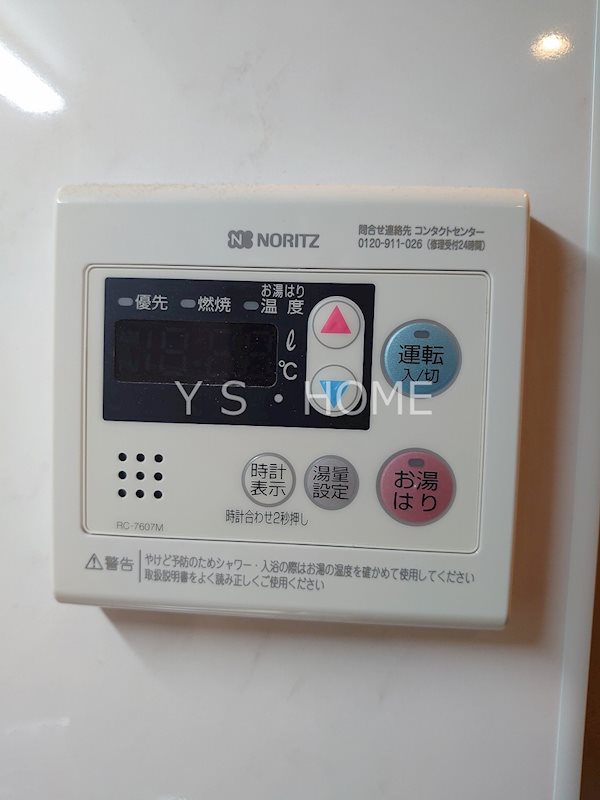 NORITZ
問合せ連絡先 コンタクトセンター
0120-911-026 (修理受付24時間)
優先
燃焼
お湯はり
温度
ℓ
℃
運転
入/切
Y S ・ HOME
時計
表示
湯量
設定
お湯
はり
時計合わせ2秒押し
RC-7607M
警告
やけど予防のためシャワー・入浴の際はお湯の温度を確かめて使用してください
取扱説明書をよく読み正しくご使用ください